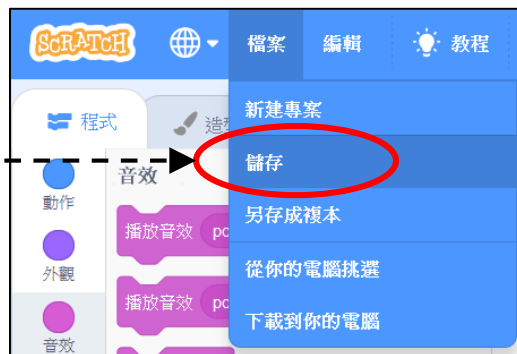 SCRATCH 檔案 編輯 教程
程式 造型
新建專案
儲存
另存成複本
從你的電腦挑選
下載到你的電腦
動作
外觀
音效
音效
播放音效 po
播放音效 po